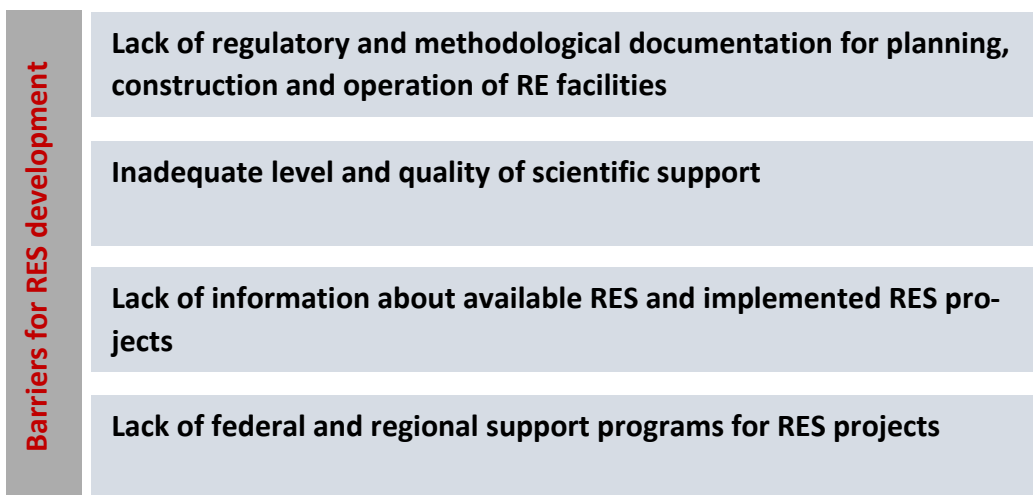 Barriers for RES development
Lack of regulatory and methodological documentation for planning,
construction and operation of RE facilities
Inadequate level and quality of scientific support
Lack of information about available RES and implemented RES pro-
jects
Lack of federal and regional support programs for RES projects